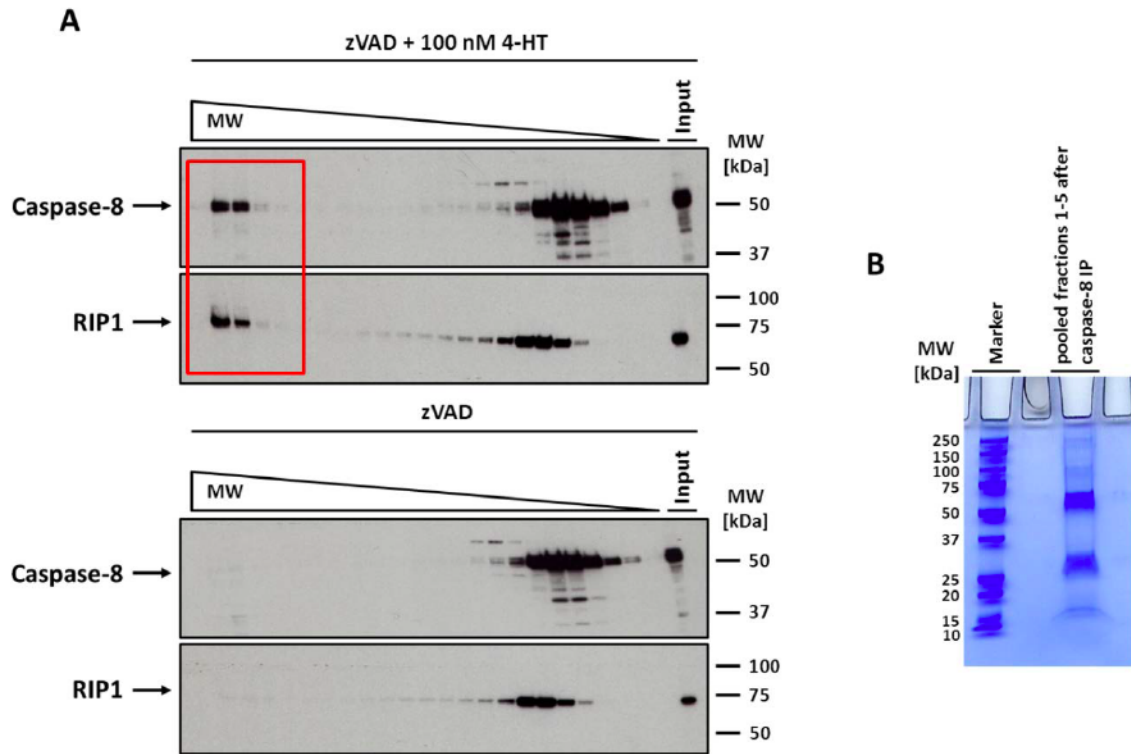 A
zVAD + 100 nM 4-HT
MW
Input
MW
[kDa]
Caspase-8
50
37
RIP1
100
75
50
zVAD
MW
Input
MW
[kDa]
Caspase-8
50
37
RIP1
100
75
50
B
MW
[kDa]
Marker
pooled fractions 1-5 after
caspase-8 IP
250
150
100
75
50
37
25
20
15
10